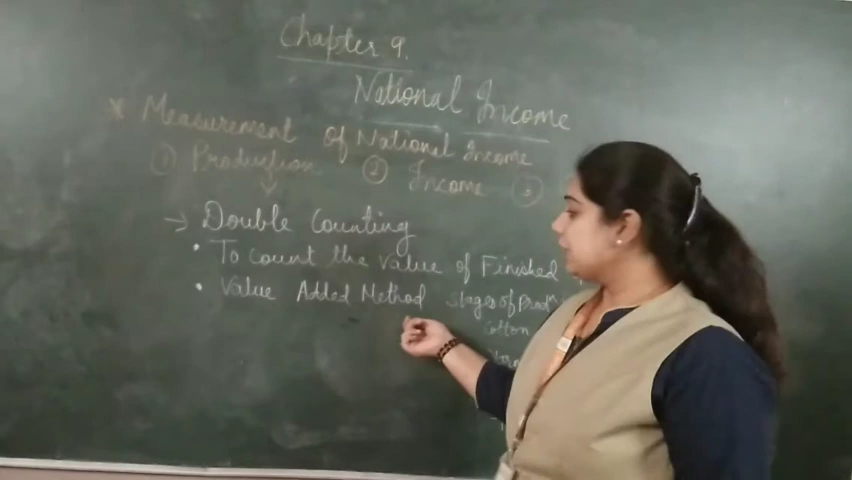 Chapter 9.
National Income
* Measurement of National Income
① Production ② Income ③
→ Double Counting
• To count the value of Finished
• Value Added Method Stages of Prodⁿ
Cotton